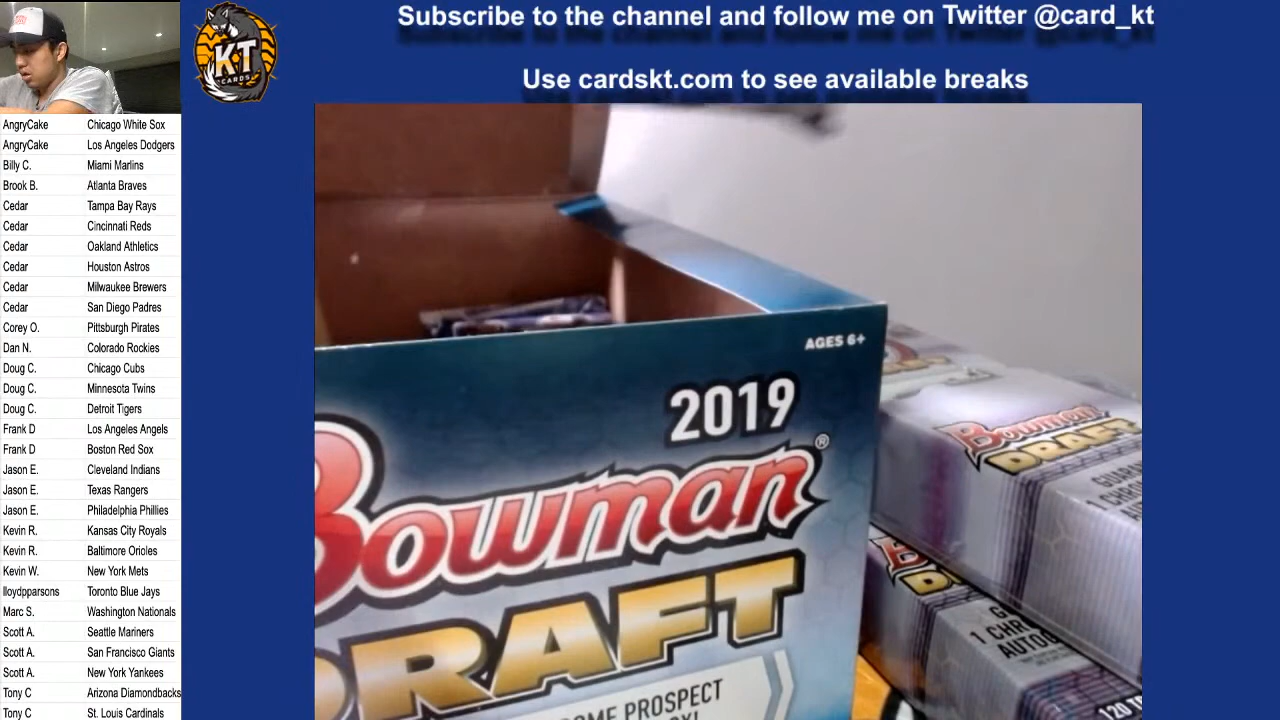 Subscribe to the channel and follow me on Twitter @card_kt
Use cardskt.com to see available breaks
KT
CARDS
AngryCake Chicago White Sox
AngryCake Los Angeles Dodgers
Billy C. Miami Marlins
Brook B. Atlanta Braves
Cedar Tampa Bay Rays
Cedar Cincinnati Reds
Cedar Oakland Athletics
Cedar Houston Astros
Cedar Milwaukee Brewers
Cedar San Diego Padres
Corey O. Pittsburgh Pirates
Dan N. Colorado Rockies
Doug C. Chicago Cubs
Doug C. Minnesota Twins
Doug C. Detroit Tigers
Frank D Los Angeles Angels
Frank D Boston Red Sox
Jason E. Cleveland Indians
Jason E. Texas Rangers
Jason E. Philadelphia Phillies
Kevin R. Kansas City Royals
Kevin R. Baltimore Orioles
Kevin W. New York Mets
lloydpparsons Toronto Blue Jays
Marc S. Washington Nationals
Scott A. Seattle Mariners
Scott A. San Francisco Giants
Scott A. New York Yankees
Tony C Arizona Diamondbacks
Tony C St. Louis Cardinals
AGES 6+
2019
Bowman®
DRAFT
PROSPECT
Bowman
DRAFT
1 CHR
120